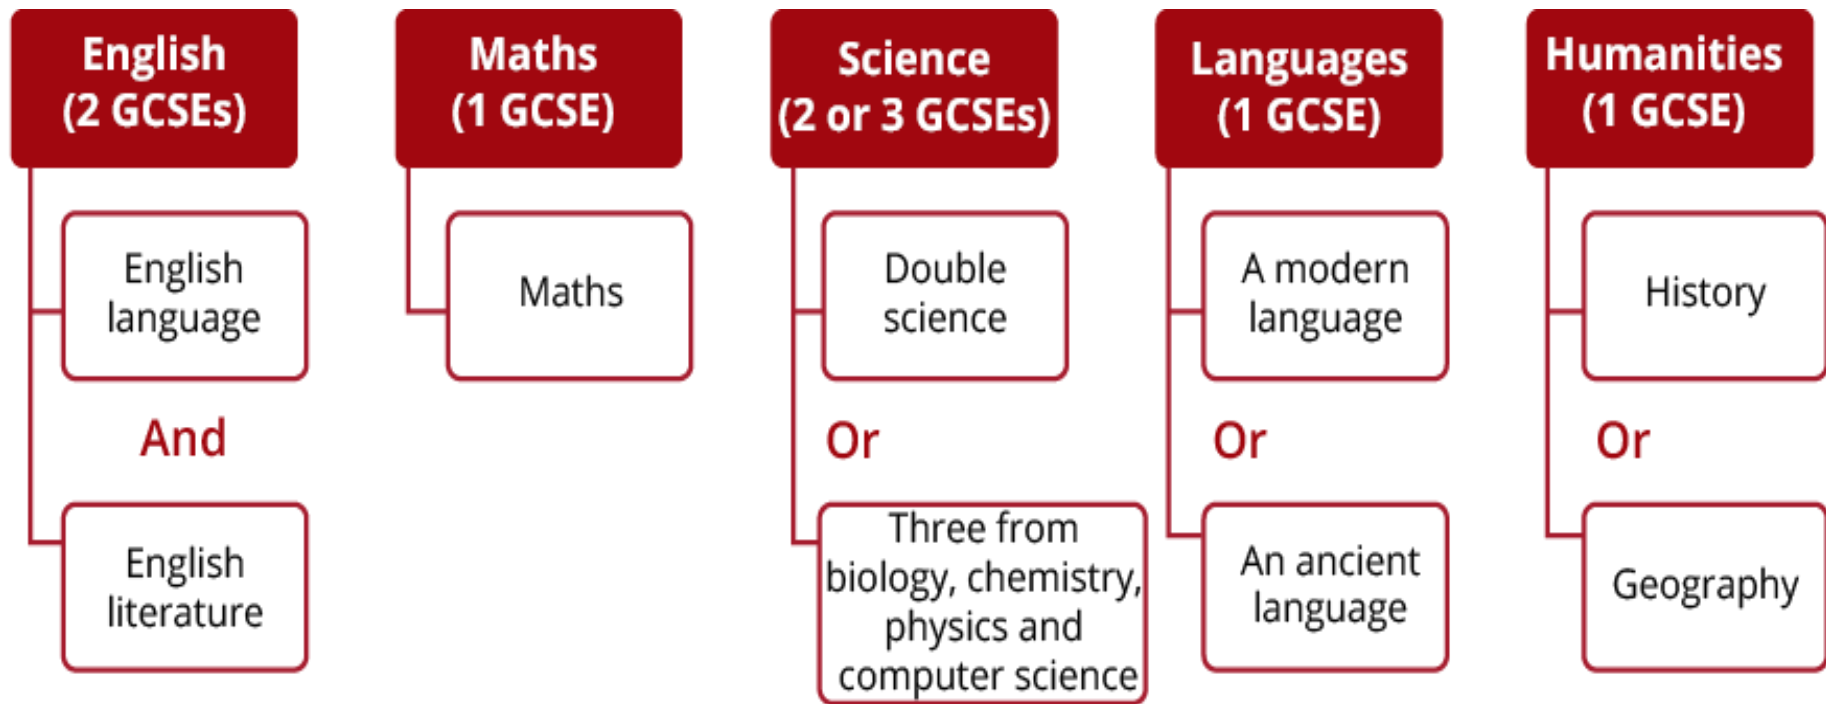 English
(2 GCSEs)
English
language
And
English
literature
Maths
(1 GCSE)
Maths
Science
(2 or 3 GCSEs)
Double
science
Or
Three from
biology, chemistry,
physics and
computer science
Languages
(1 GCSE)
A modern
language
Or
An ancient
language
Humanities
(1 GCSE)
History
Or
Geography